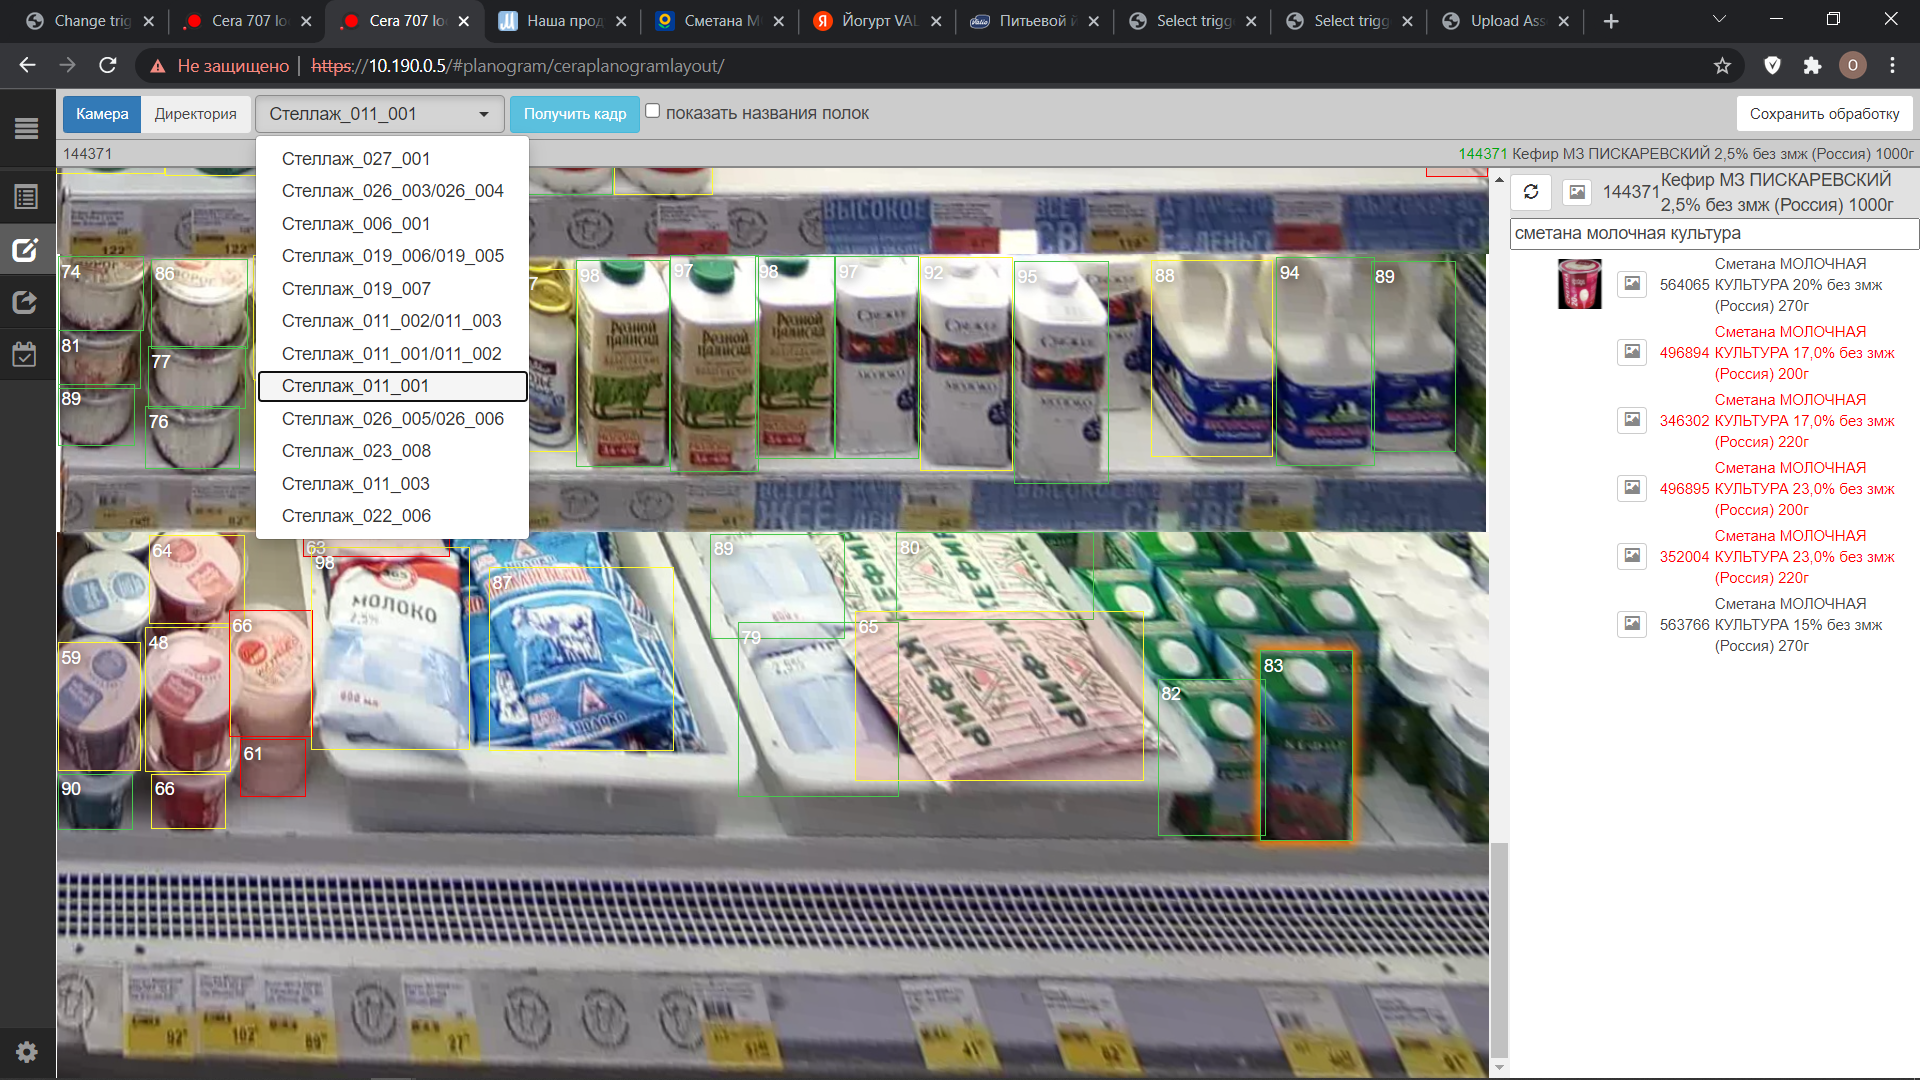 Change trig
Cera 707 lo
Cera 707 lo
Наша прод
Сметана М
Йогурт VAL
Питьевой й
Select trigg
Select trigg
Upload Ass
Не защищено
https://10.190.0.5/#planogram/ceraplanogramlayout/
О
Камера
Директория
Стеллаж_011_001
Получить кадр
показать названия полок
Сохранить обработку
144371
144371 Кефир МЗ ПИСКАРЕВСКИЙ 2,5% без змж (Россия) 1000г
Стеллаж_027_001
Стеллаж_026_003/026_004
Стеллаж_006_001
Стеллаж_019_006/019_005
Стеллаж_019_007
Стеллаж_011_002/011_003
Стеллаж_011_001/011_002
Стеллаж_011_001
Стеллаж_026_005/026_006
Стеллаж_023_008
Стеллаж_011_003
Стеллаж_022_006
144371
Кефир МЗ ПИСКАРЕВСКИЙ
2,5% без змж (Россия) 1000г
сметана молочная культура
Сметана МОЛОЧНАЯ
564065 КУЛЬТУРА 20% без змж
(Россия) 270г
Сметана МОЛОЧНАЯ
496894 КУЛЬТУРА 17,0% без змж
(Россия) 200г
Сметана МОЛОЧНАЯ
346302 КУЛЬТУРА 17,0% без змж
(Россия) 220г
Сметана МОЛОЧНАЯ
496895 КУЛЬТУРА 23,0% без змж
(Россия) 200г
Сметана МОЛОЧНАЯ
352004 КУЛЬТУРА 23,0% без змж
(Россия) 220г
Сметана МОЛОЧНАЯ
563766 КУЛЬТУРА 15% без змж
(Россия) 270г
ВЫСОКОЕ
74
86
7
98
97
98
97
92
95
88
94
89
81
77
89
76
64
63
98
87
89
80
МОЛОКО
2,5%
59
48
66
79
65
КЕФИР
82
83
61
90
66